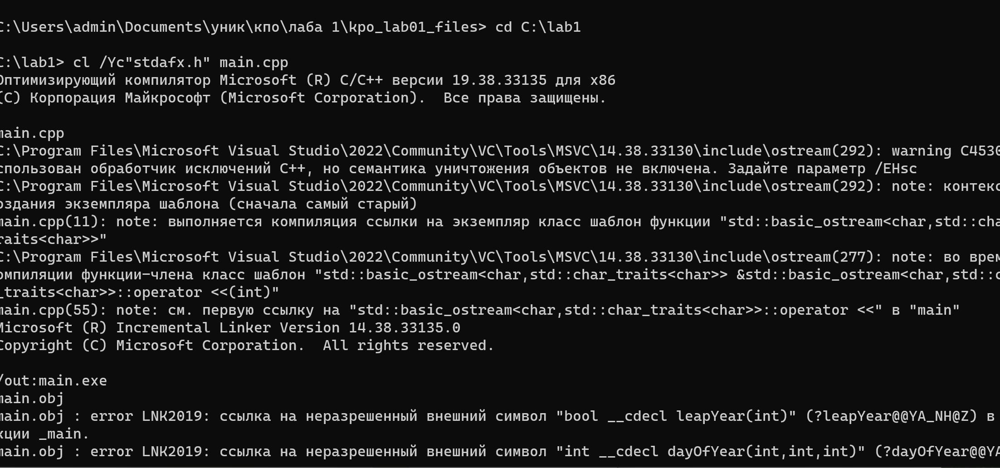 C:\Users\admin\Documents\уник\кпо\лаба 1\kpo_lab01_files> cd C:\lab1
C:\lab1> cl /Yc"stdafx.h" main.cpp
Оптимизирующий компилятор Microsoft (R) C/C++ версии 19.38.33135 для x86
(C) Корпорация Майкрософт (Microsoft Corporation).  Все права защищены.
main.cpp
C:\Program Files\Microsoft Visual Studio\2022\Community\VC\Tools\MSVC\14.38.33130\include\ostream(292): warning C4530
спользован обработчик исключений C++, но семантика уничтожения объектов не включена. Задайте параметр /EHsc
C:\Program Files\Microsoft Visual Studio\2022\Community\VC\Tools\MSVC\14.38.33130\include\ostream(292): note: контекс
оздания экземпляра шаблона (сначала самый старый)
main.cpp(11): note: выполняется компиляция ссылки на экземпляр класс шаблон функции "std::basic_ostream<char,std::cha
raits<char>>"
C:\Program Files\Microsoft Visual Studio\2022\Community\VC\Tools\MSVC\14.38.33130\include\ostream(277): note: во врем
омпиляции функции-члена класс шаблон "std::basic_ostream<char,std::char_traits<char>> &std::basic_ostream<char,std::c
_traits<char>>::operator <<(int)"
main.cpp(55): note: см. первую ссылку на "std::basic_ostream<char,std::char_traits<char>>::operator <<" в "main"
Microsoft (R) Incremental Linker Version 14.38.33135.0
Copyright (C) Microsoft Corporation.  All rights reserved.
/out:main.exe
main.obj
main.obj : error LNK2019: ссылка на неразрешенный внешний символ "bool __cdecl leapYear(int)" (?leapYear@@YA_NH@Z) в
кции _main.
main.obj : error LNK2019: ссылка на неразрешенный внешний символ "int __cdecl dayOfYear(int,int,int)" (?dayOfYear@@YA